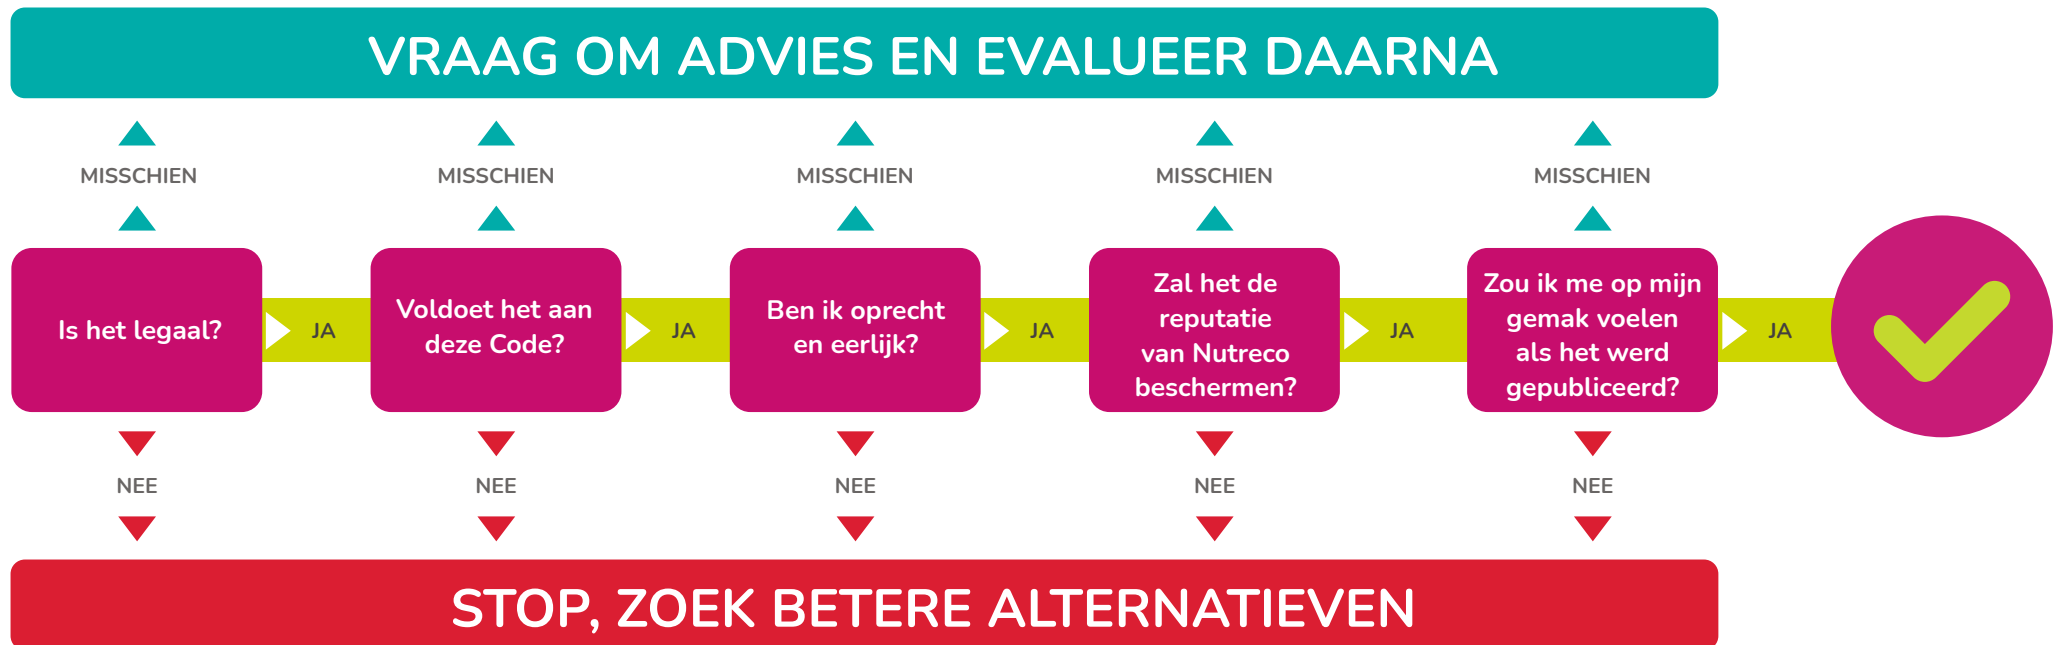 VRAAG OM ADVIES EN EVALUEER DAARNA
MISSCHIEN
MISSCHIEN
MISSCHIEN
MISSCHIEN
MISSCHIEN
Is het legaal?
JA
Voldoet het aan
deze Code?
JA
Ben ik oprecht
en eerlijk?
JA
Zal het de
reputatie
van Nutreco
beschermen?
JA
Zou ik me op mijn
gemak voelen
als het werd
gepubliceerd?
JA
NEE
NEE
NEE
NEE
NEE
STOP, ZOEK BETERE ALTERNATIEVEN